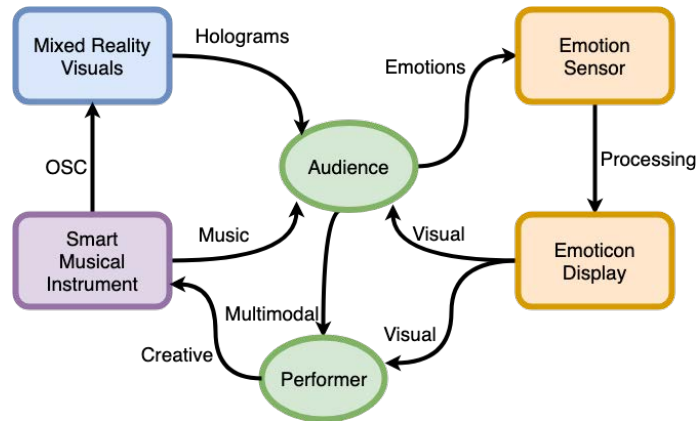 Mixed Reality
Visuals
Holograms
Emotions
Emotion
Sensor
OSC
Audience
Processing
Smart
Musical
Instrument
Music
Visual
Emoticon
Display
Multimodal
Visual
Creative
Performer